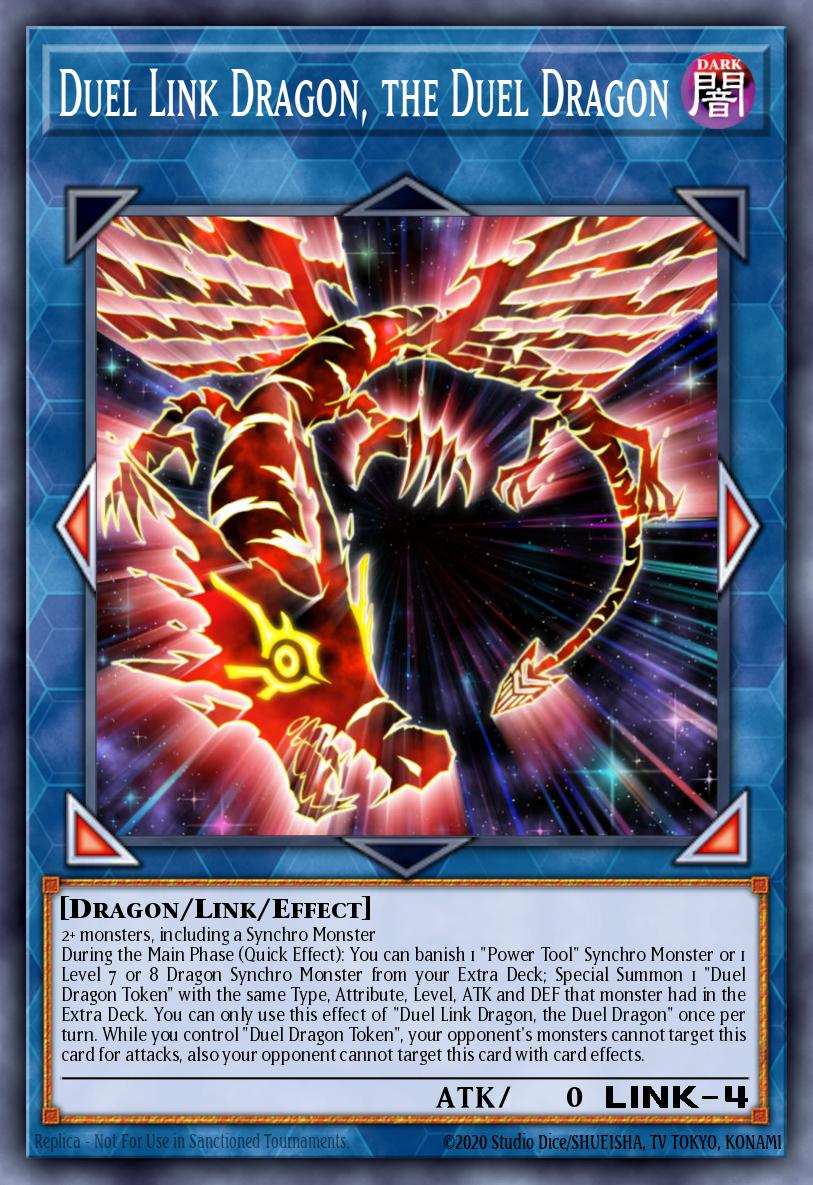 Duel Link Dragon, the Duel Dragon
DARK
闇
[Dragon/Link/Effect]
2+ monsters, including a Synchro Monster
During the Main Phase (Quick Effect): You can banish 1 "Power Tool" Synchro Monster or 1
Level 7 or 8 Dragon Synchro Monster from your Extra Deck; Special Summon 1 "Duel
Dragon Token" with the same Type, Attribute, Level, ATK and DEF that monster had in the
Extra Deck. You can only use this effect of "Duel Link Dragon, the Duel Dragon" once per
turn. While you control "Duel Dragon Token", your opponent's monsters cannot target this
card for attacks, also your opponent cannot target this card with card effects.
ATK/ 0 LINK-4
Replica - Not For Use in Sanctioned Tournaments. ©2020 Studio Dice/SHUEISHA, TV TOKYO, KONAMI